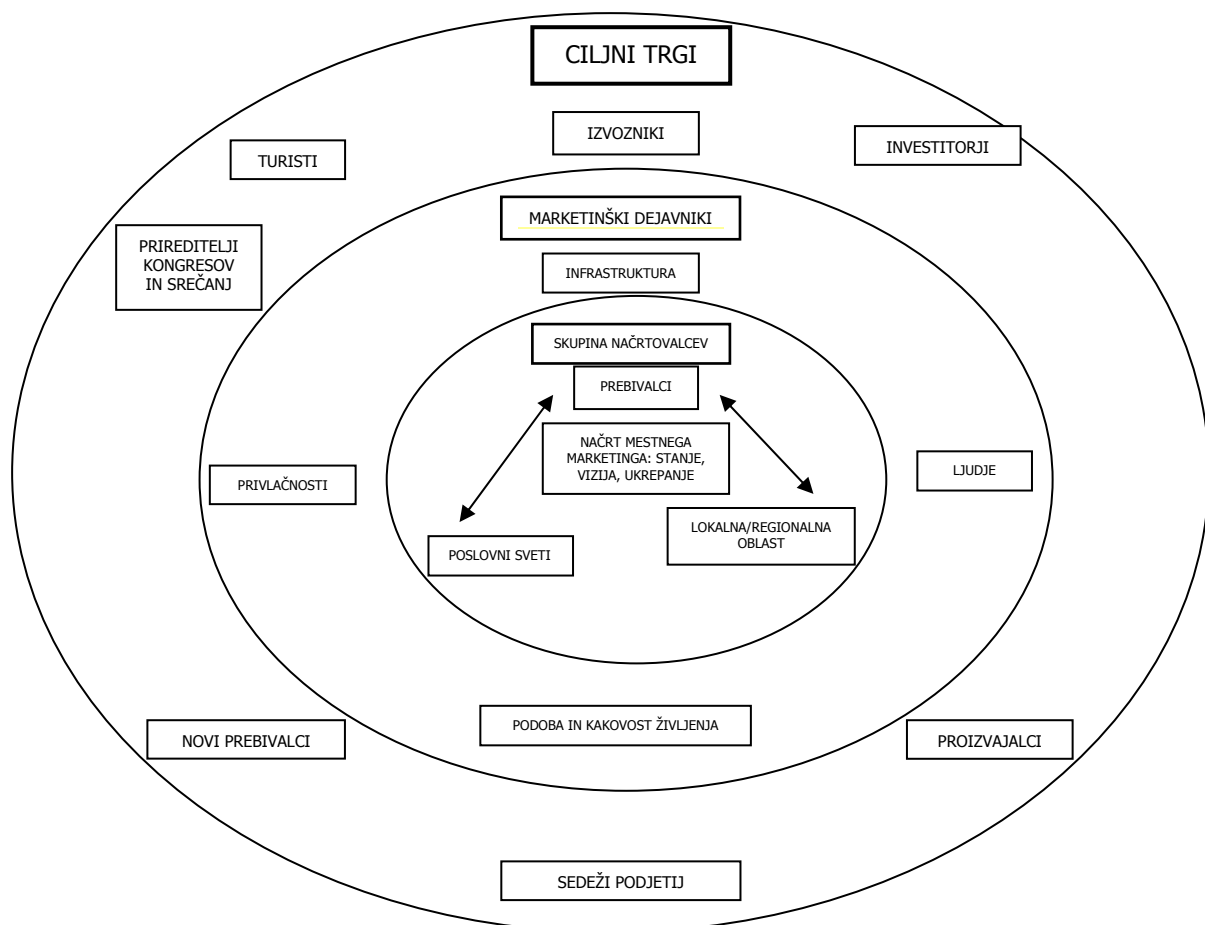 CILJNI TRGI
IZVOZNIKI
INVESTITORJI
TURISTI
MARKETINŠKI DEJAVNIKI
PRIREDITELJI
KONGRESOV
IN SREČANJ
INFRASTRUKTURA
SKUPINA NAČRTOVALCEV
PREBIVALCI
NAČRT MESTNEGA
MARKETINGA: STANJE,
VIZIJA, UKREPANJE
PRIVLAČNOSTI
LJUDJE
LOKALNA/REGIONALNA
OBLAST
POSLOVNI SVETI
NOVI PREBIVALCI
PODOBA IN KAKOVOST ŽIVLJENJA
PROIZVAJALCI
SEDEŽI PODJETIJ